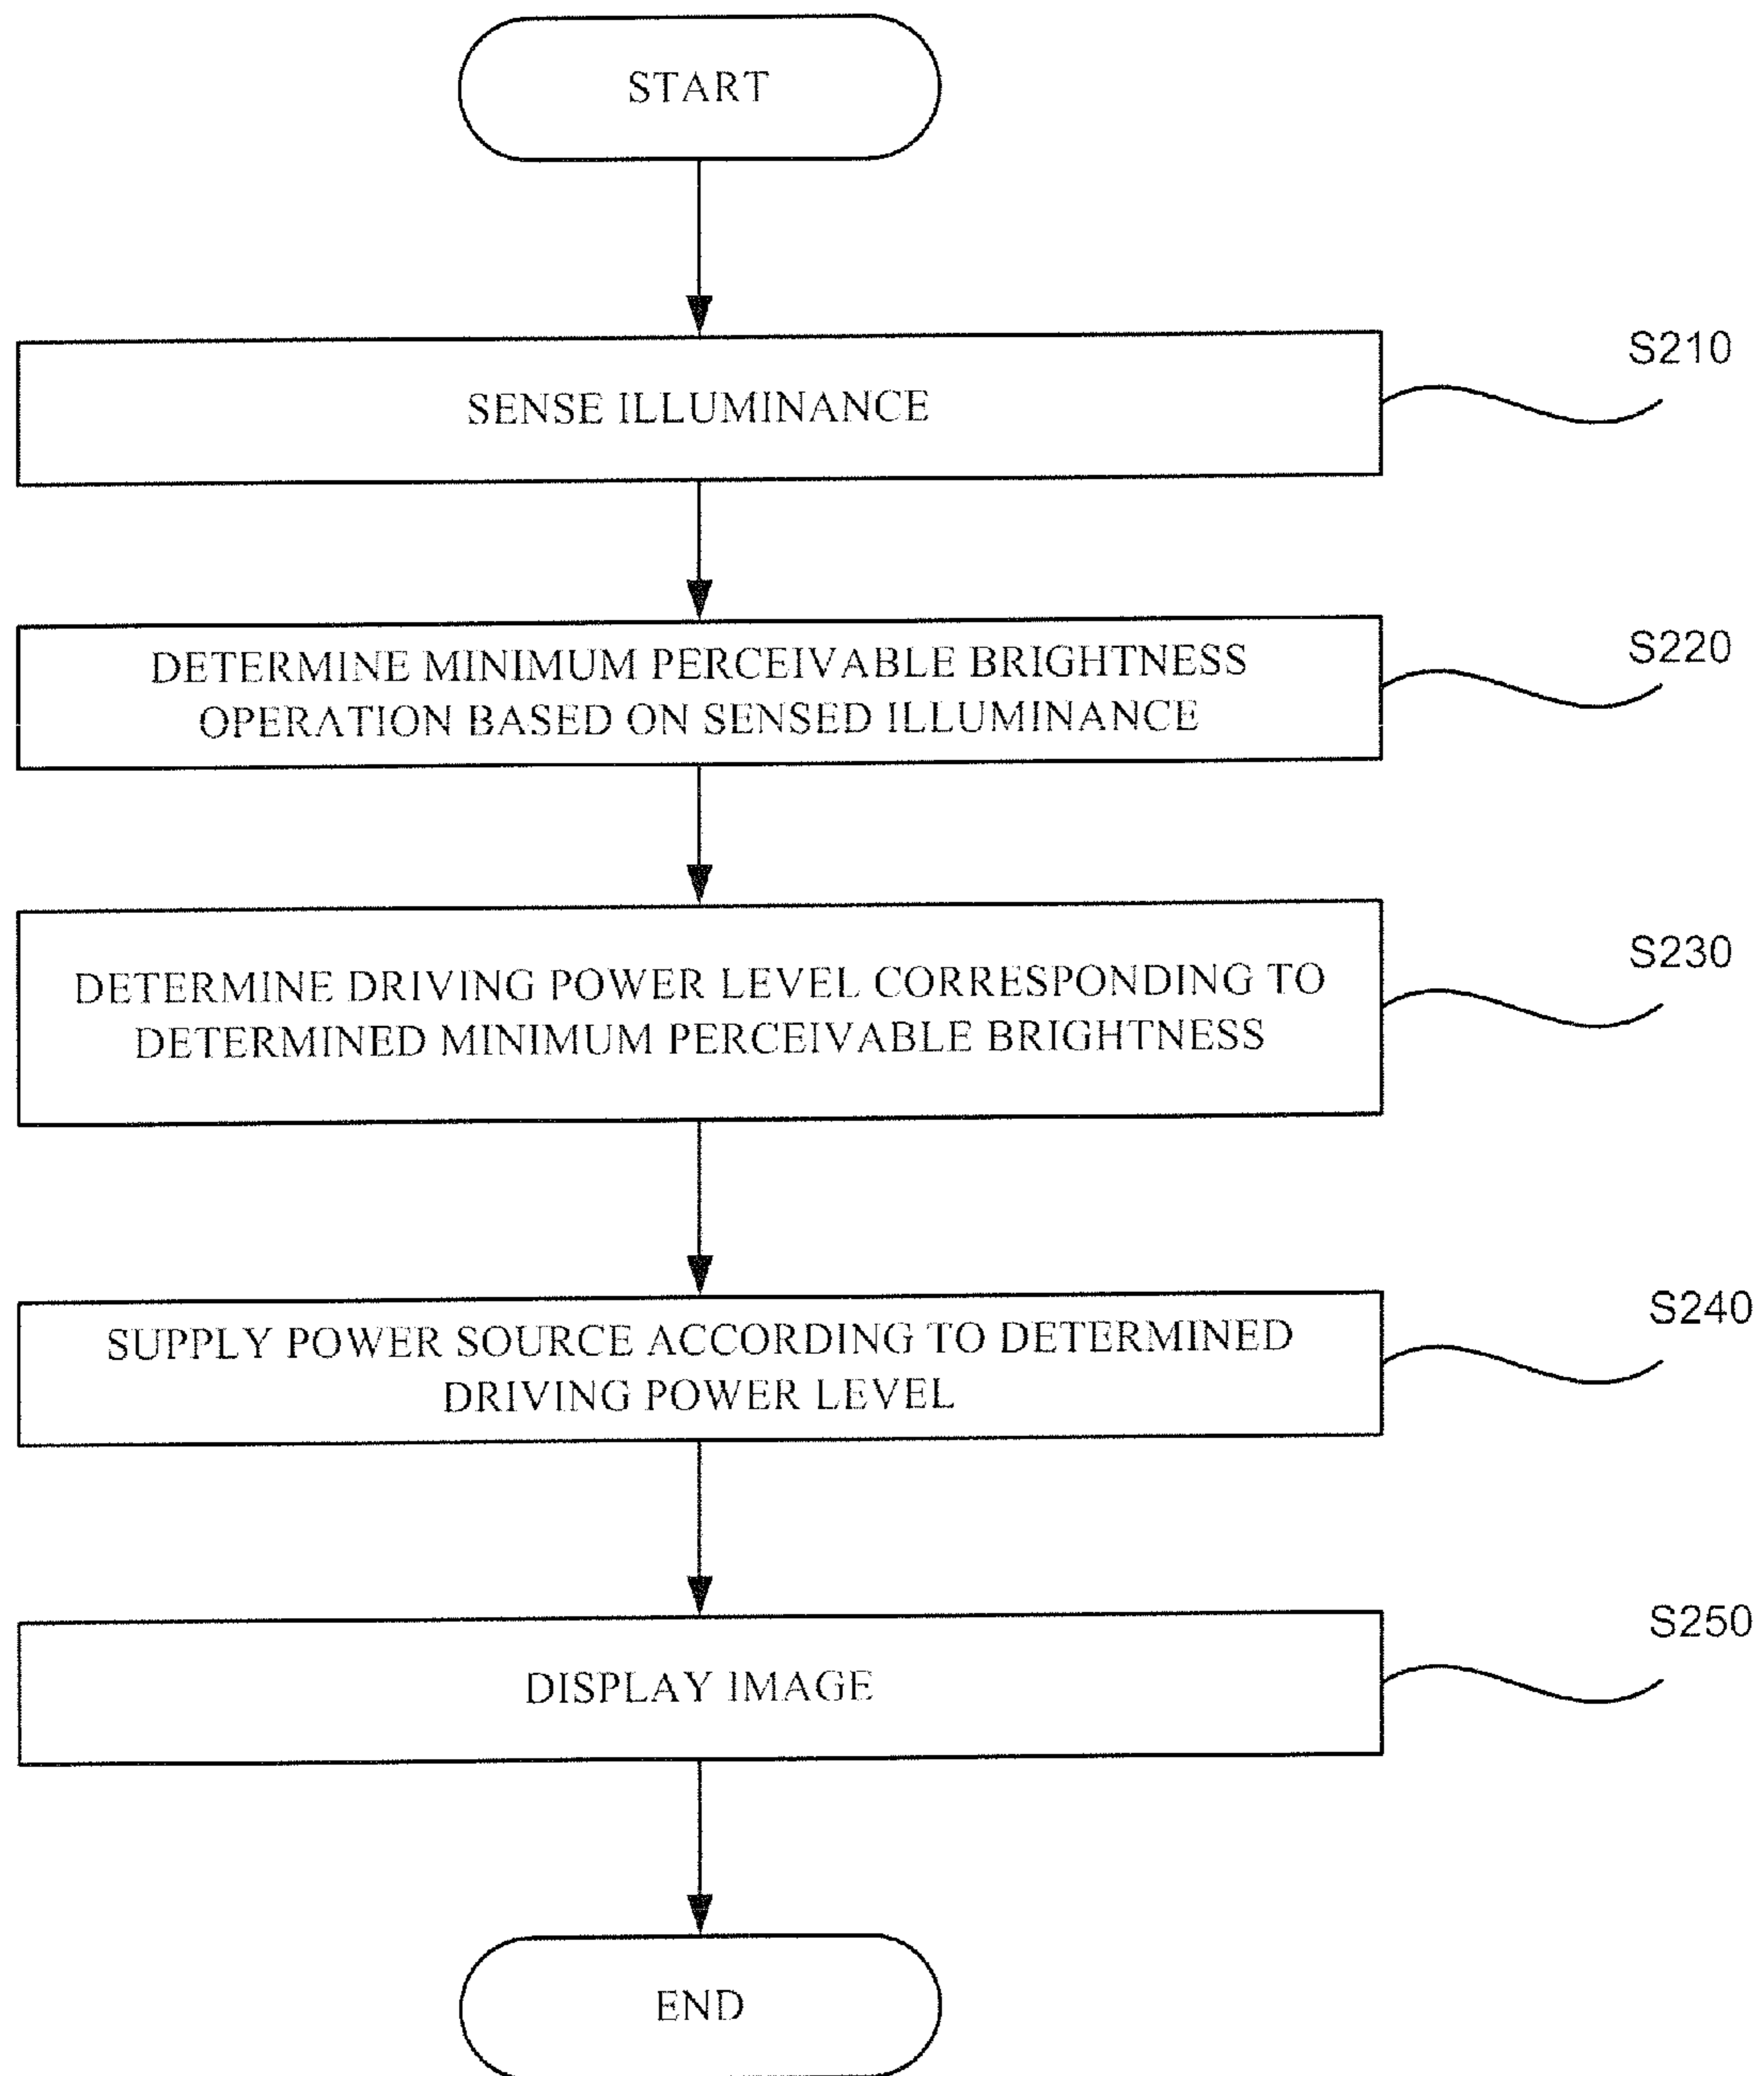 START
S210
SENSE ILLUMINANCE
S220
DETERMINE MINIMUM PERCEIVABLE BRIGHTNESS
OPERATION BASED ON SENSED ILLUMINANCE
S230
DETERMINE DRIVING POWER LEVEL CORRESPONDING TO
DETERMINED MINIMUM PERCEIVABLE BRIGHTNESS
S240
SUPPLY POWER SOURCE ACCORDING TO DETERMINED
DRIVING POWER LEVEL
S250
DISPLAY IMAGE
END